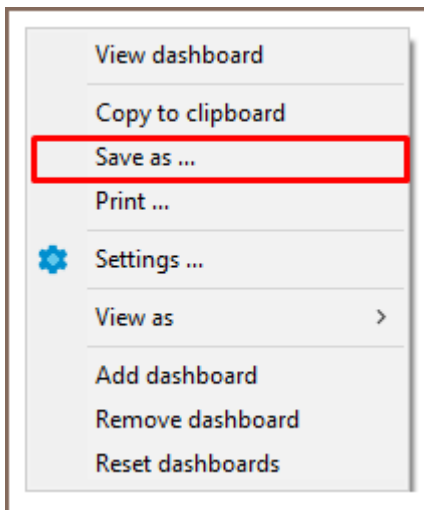 View dashboard
Copy to clipboard
Save as ...
Print ...
Settings ...
View as
Add dashboard
Remove dashboard
Reset dashboards